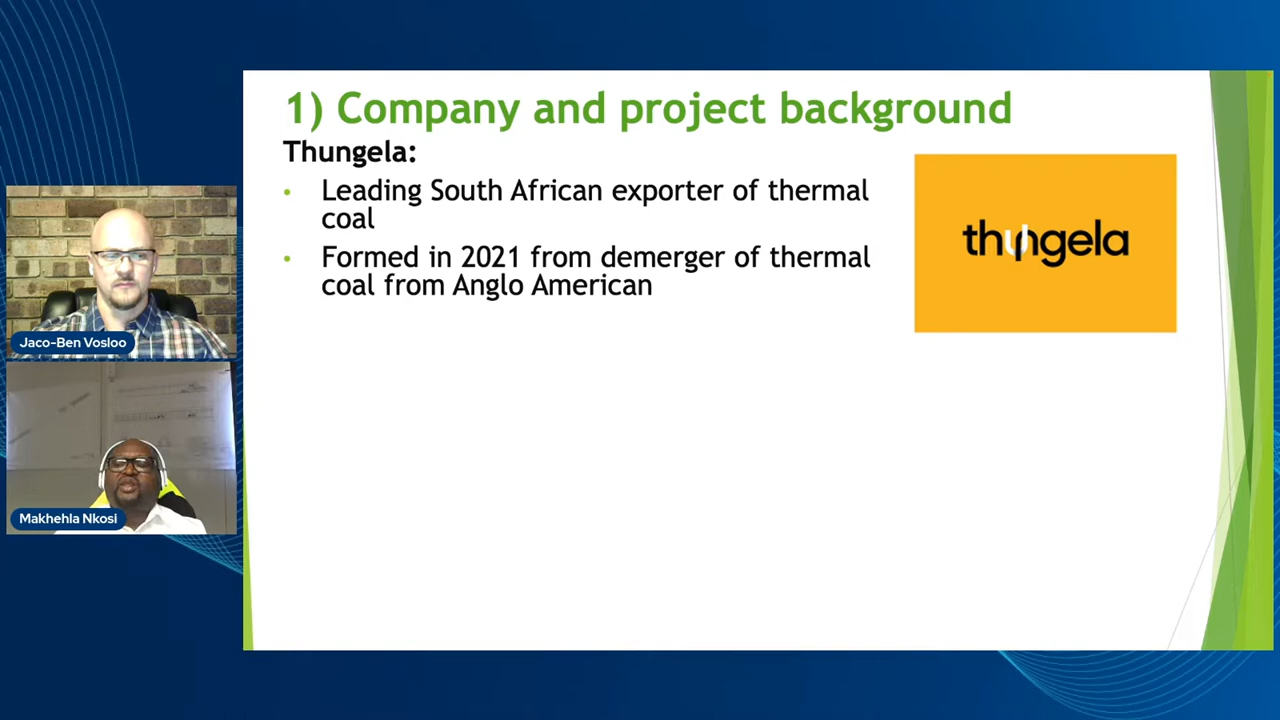 1) Company and project background
Thungela:
• Leading South African exporter of thermal
coal
• Formed in 2021 from demerger of thermal
coal from Anglo American
thungela
Jaco-Ben Vosloo
Makhehla Nkosi